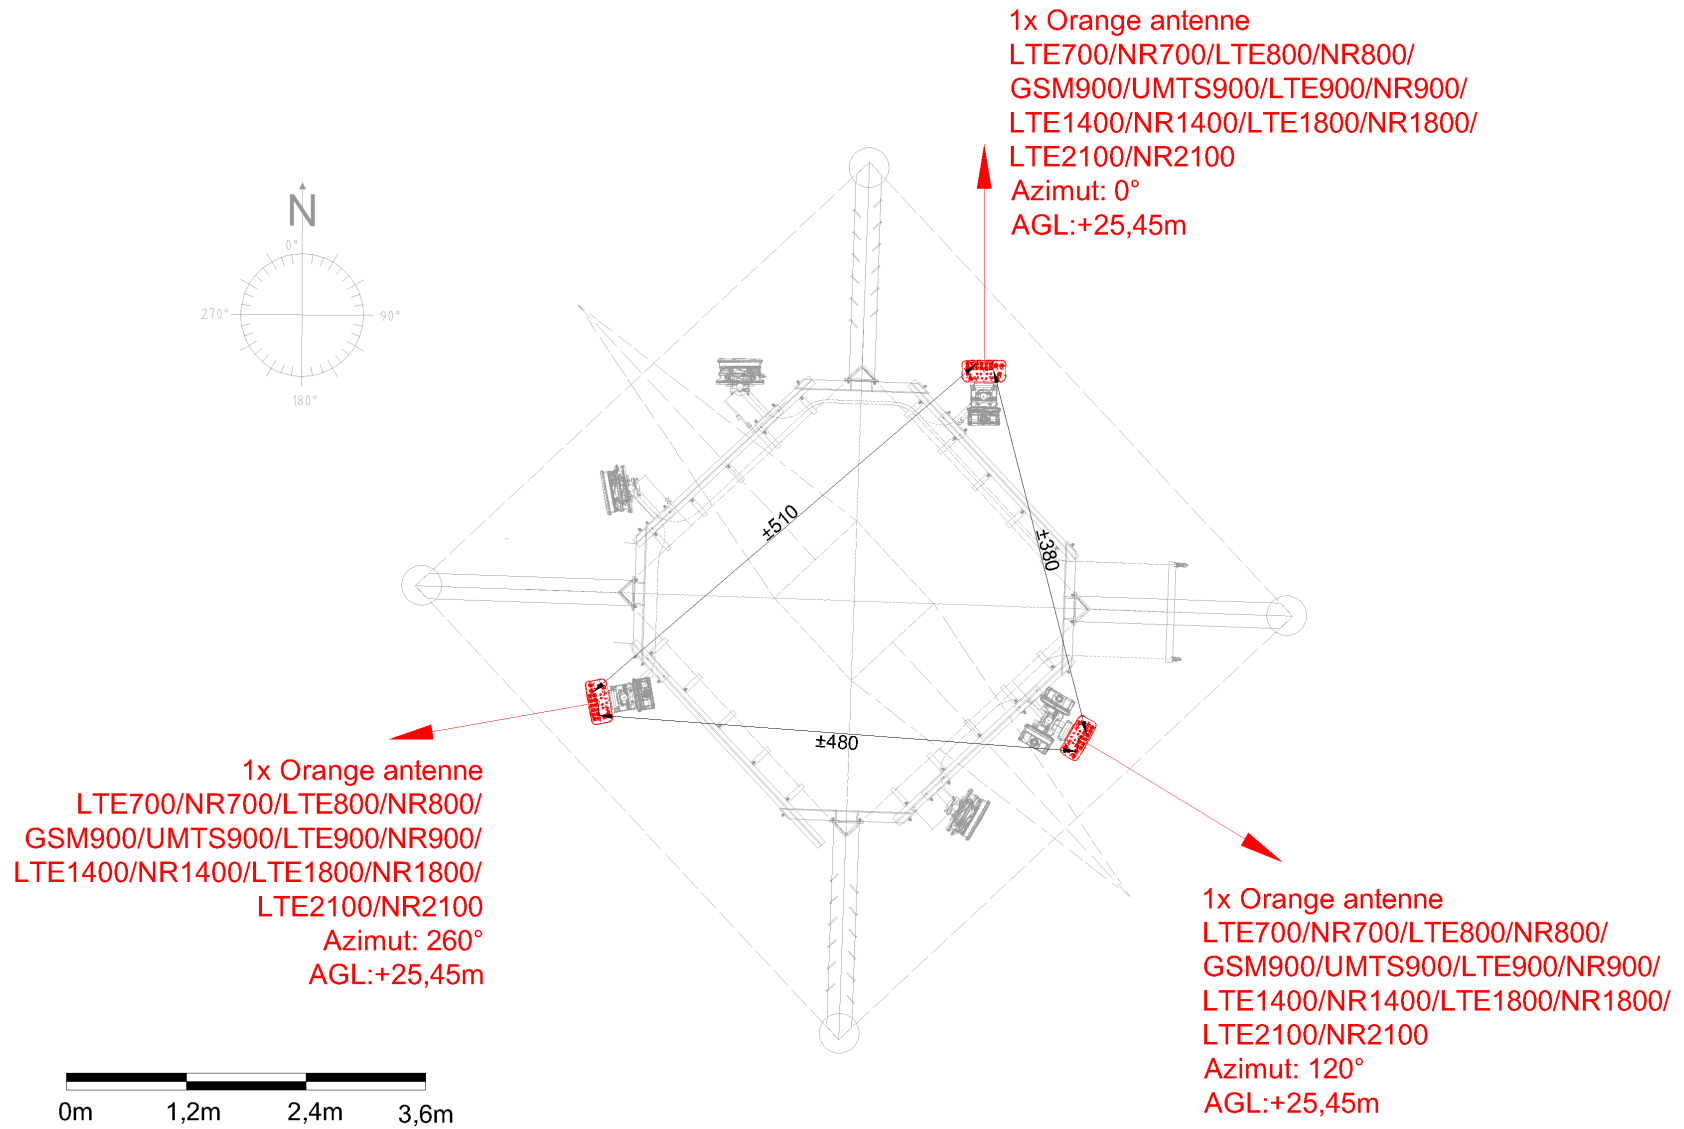 1x Orange antenne
LTE700/NR700/LTE800/NR800/
GSM900/UMTS900/LTE900/NR900/
LTE1400/NR1400/LTE1800/NR1800/
LTE2100/NR2100
Azimut: 0°
AGL:+25,45m
N
0°
270°
90°
180°
±510
±380
±480
1x Orange antenne
LTE700/NR700/LTE800/NR800/
GSM900/UMTS900/LTE900/NR900/
LTE1400/NR1400/LTE1800/NR1800/
LTE2100/NR2100
Azimut: 260°
AGL:+25,45m
1x Orange antenne
LTE700/NR700/LTE800/NR800/
GSM900/UMTS900/LTE900/NR900/
LTE1400/NR1400/LTE1800/NR1800/
LTE2100/NR2100
Azimut: 120°
AGL:+25,45m
0m 1,2m 2,4m 3,6m